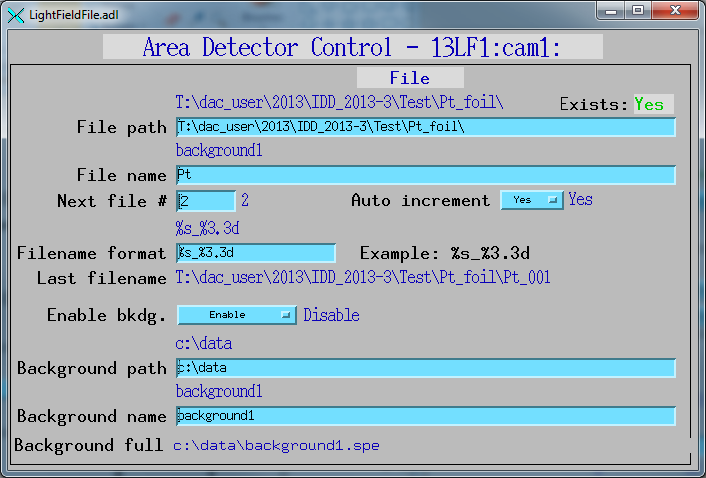 LightFieldFile.adl
Area Detector Control - 13LF1:cam1:
File
T:\dac_user\2013\IDD_2013-3\Test\Pt_foil\ Exists: Yes
File path T:\dac_user\2013\IDD_2013-3\Test\Pt_foil\
background1
File name Pt
Next file # 2 2 Auto increment Yes Yes
%s_%3.3d
Filename format %s_%3.3d Example: %s_%3.3d
Last filename T:\dac_user\2013\IDD_2013-3\Test\Pt_foil\Pt_001
Enable bkdg. Enable Disable
c:\data
Background path c:\data
background1
Background name background1
Background full c:\data\background1.spe